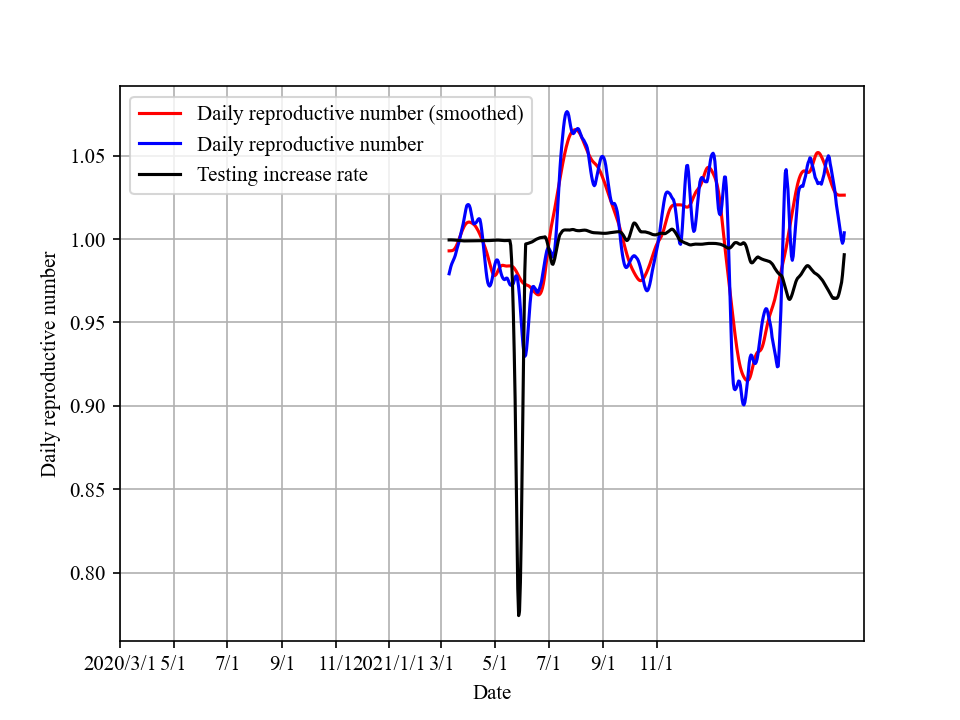 Daily reproductive number (smoothed)
Daily reproductive number
Testing increase rate
1.05
1.00
0.95
0.90
0.85
0.80
Daily reproductive number
2020/3/1 5/1 7/1 9/1 11/1 2021/1/1 3/1 5/1 7/1 9/1 11/1
Date